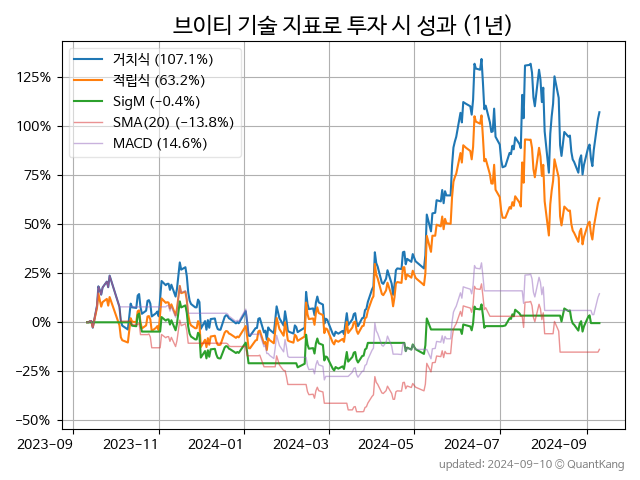 브이티 기술 지표로 투자 시 성과 (1년)
거치식 (107.1%)
적립식 (63.2%)
SigM (−0.4%)
SMA(20) (−13.8%)
MACD (14.6%)
125%
100%
75%
50%
25%
0%
−25%
−50%
2023-09 2023-11 2024-01 2024-03 2024-05 2024-07 2024-09
updated: 2024-09-10 © QuantKang